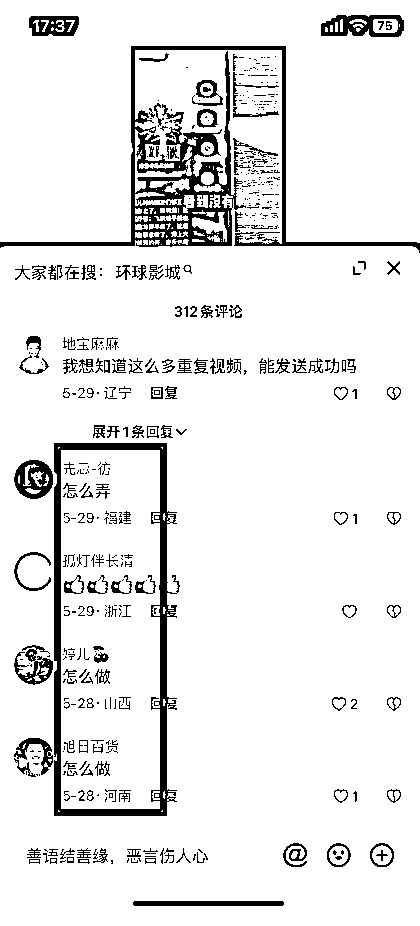 17:37
75
大家都在搜：环球影城
312条评论
地宝麻麻
我想知道这么多重复视频，能发送成功吗
5-29·辽宁 回复
1
展开1条回复
怎么弄
5-29·福建 回复
1
孤灯伴长清
5-29·浙江 回复
婷儿
怎么做
5-28·山西 回复
2
旭日百货
怎么做
5-28·河南 回复
1
善语结善缘，恶言伤人心
@